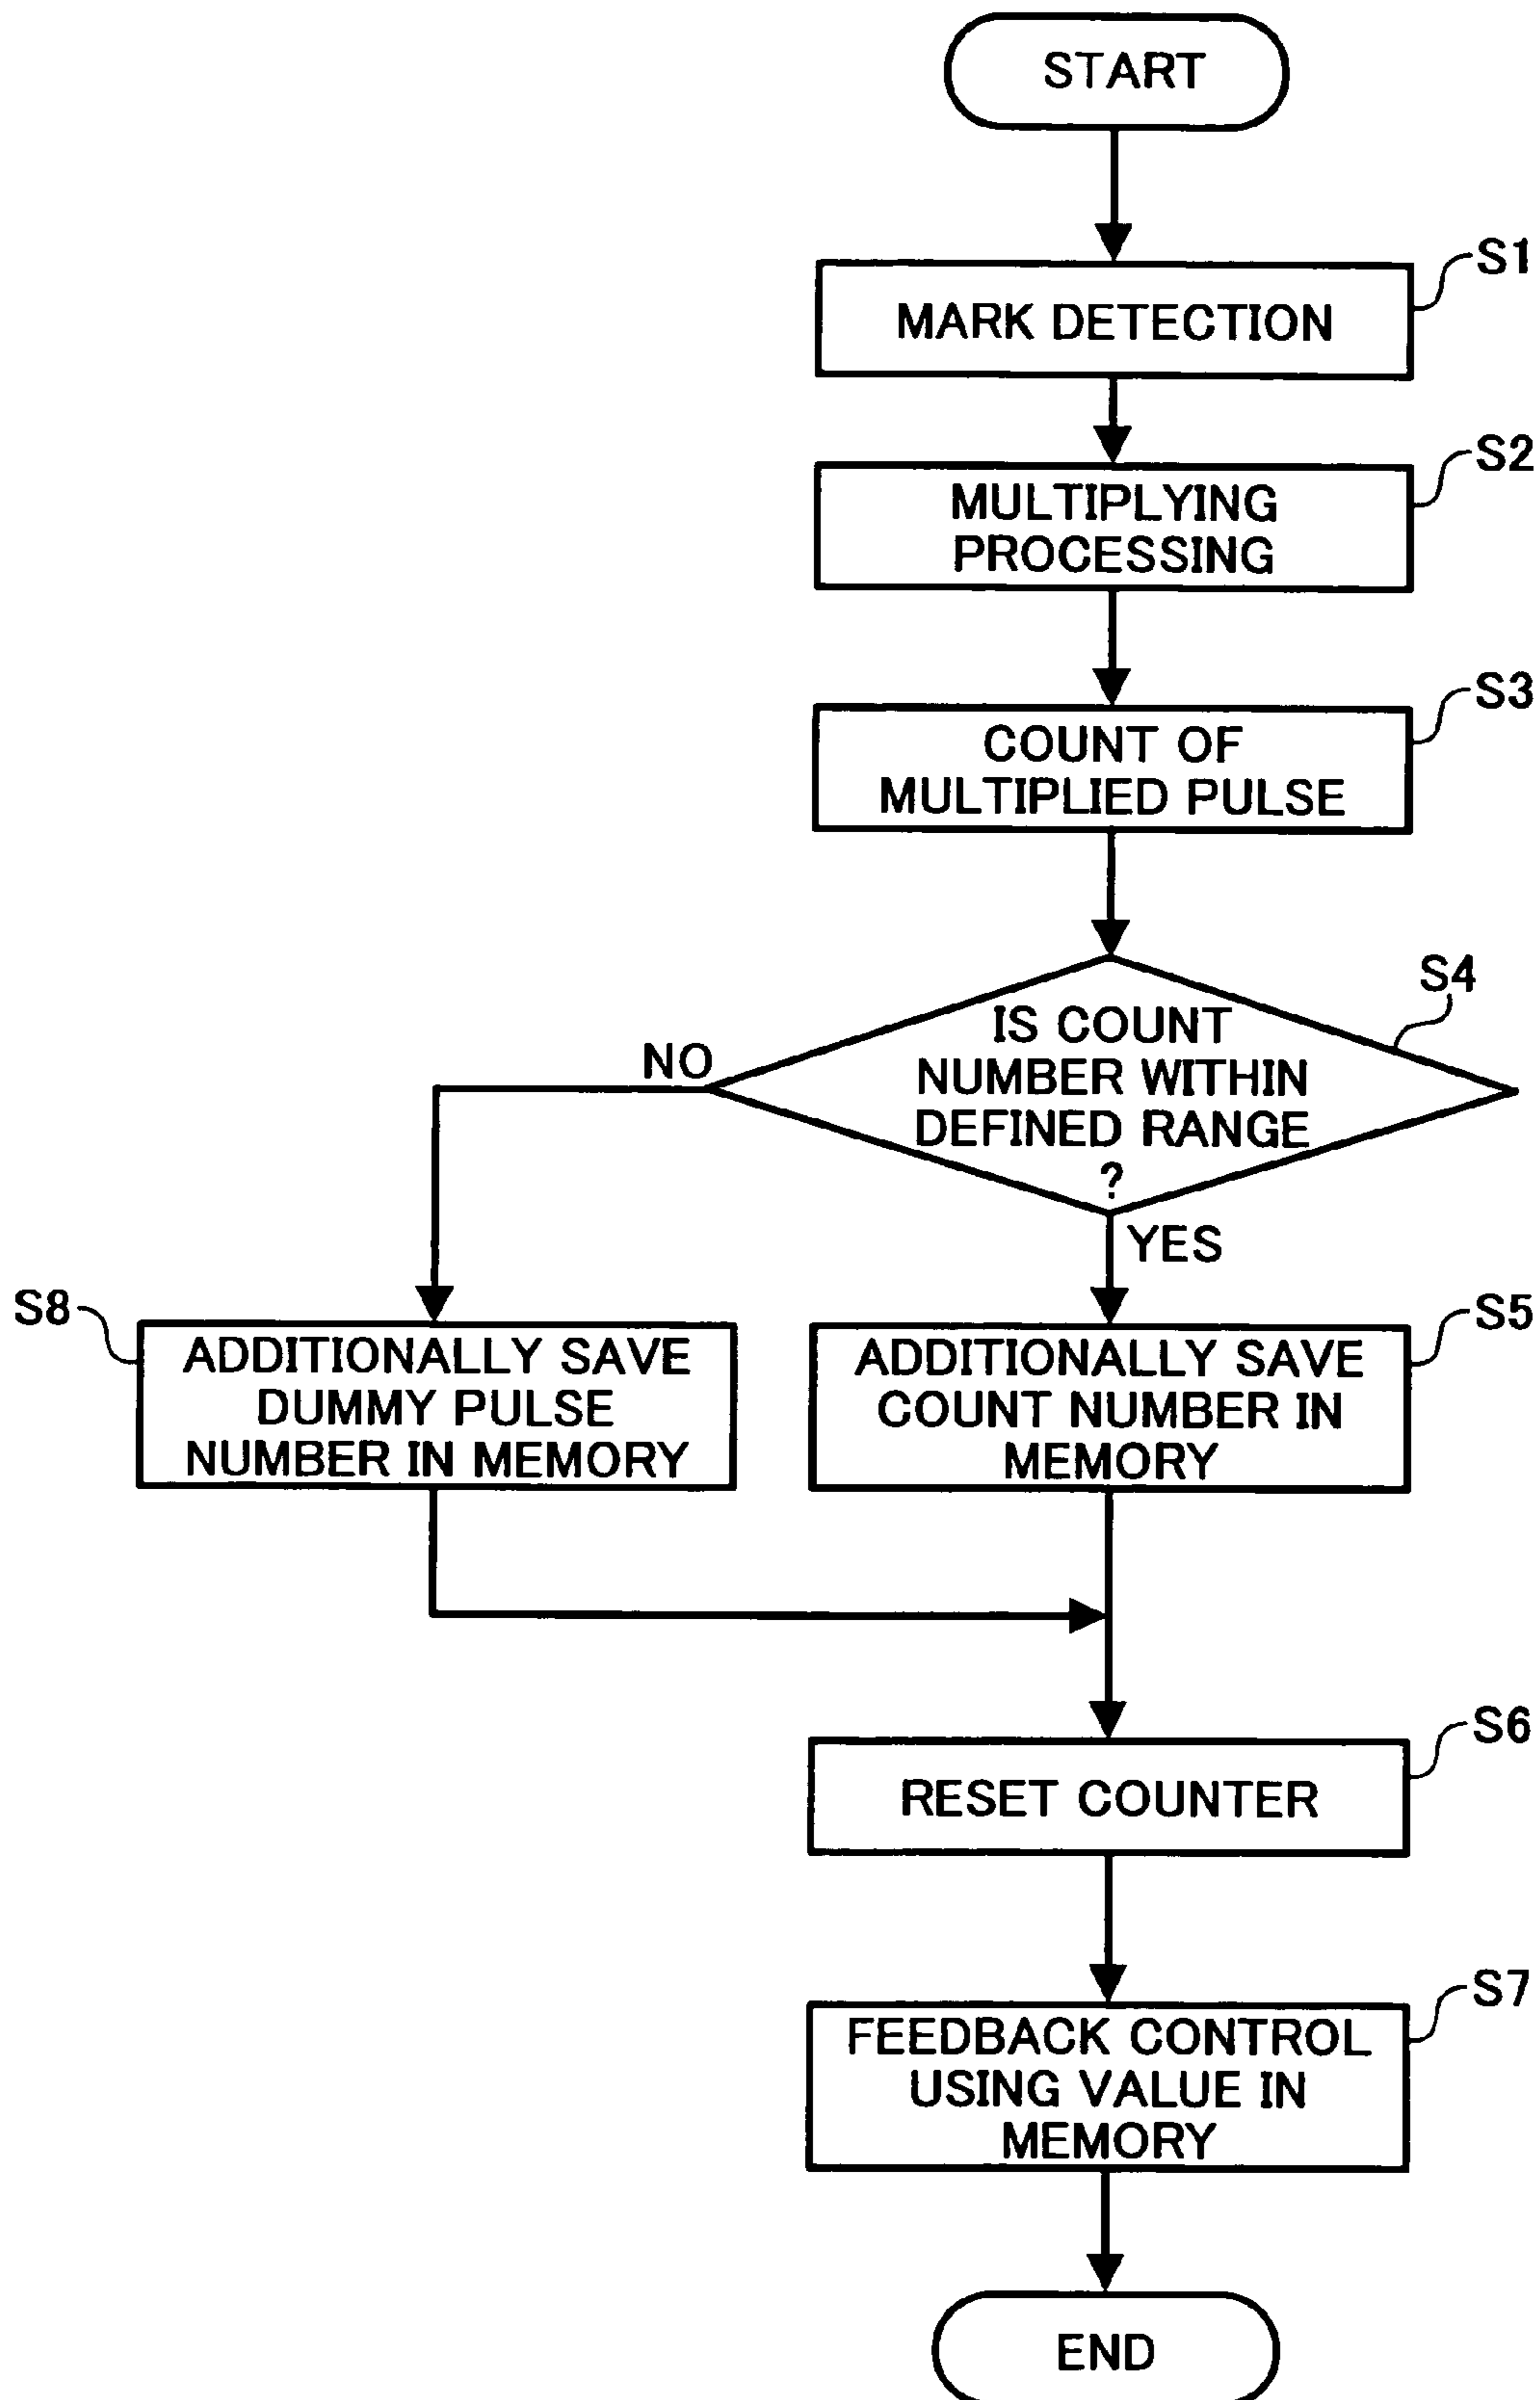 START
S1
MARK DETECTION
S2
MULTIPLYING
PROCESSING
S3
COUNT OF
MULTIPLIED PULSE
S4
IS COUNT
NUMBER WITHIN
DEFINED RANGE
?
NO
YES
S8
ADDITIONALLY SAVE
DUMMY PULSE
NUMBER IN MEMORY
S5
ADDITIONALLY SAVE
COUNT NUMBER IN
MEMORY
S6
RESET COUNTER
S7
FEEDBACK CONTROL
USING VALUE IN
MEMORY
END